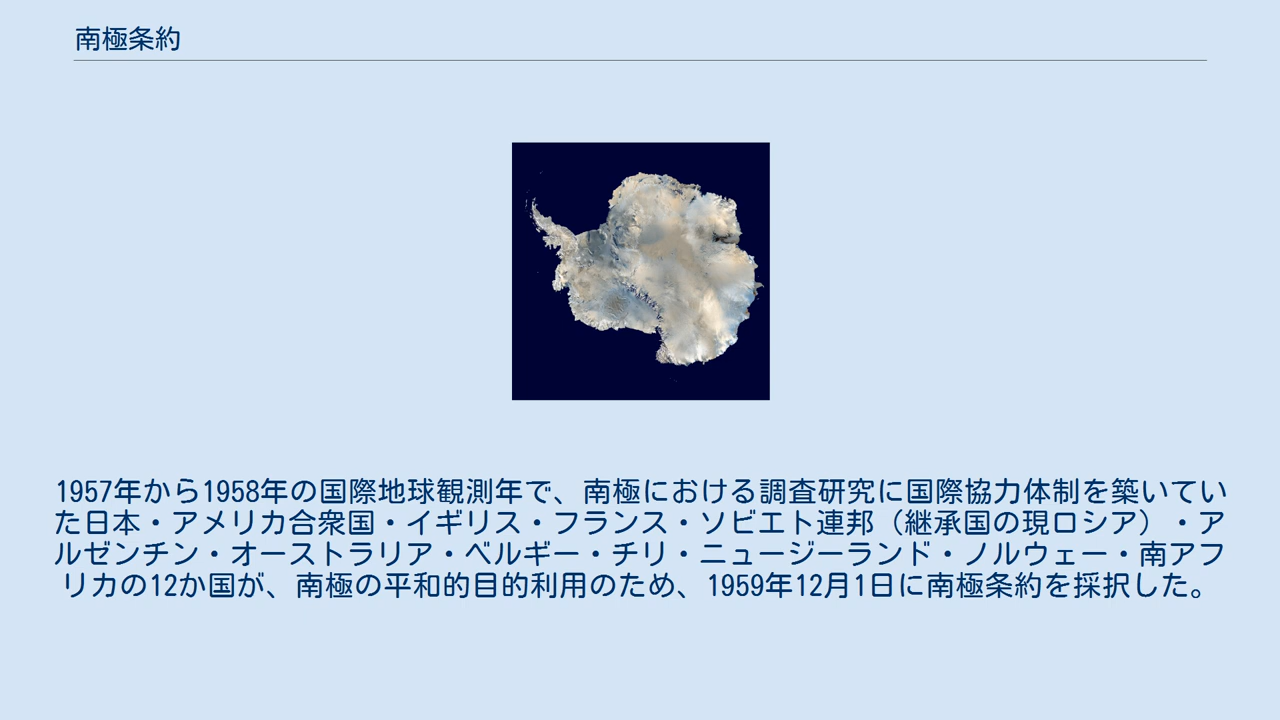 南極条約
1957年から1958年の国際地球観測年で、南極における調査研究に国際協力体制を築いてい
た日本・アメリカ合衆国・イギリス・フランス・ソビエト連邦（継承国の現ロシア）・ア
ルゼンチン・オーストラリア・ベルギー・チリ・ニュージーランド・ノルウェー・南アフ
リカの12か国が、南極の平和的目的利用のため、1959年12月1日に南極条約を採択した。